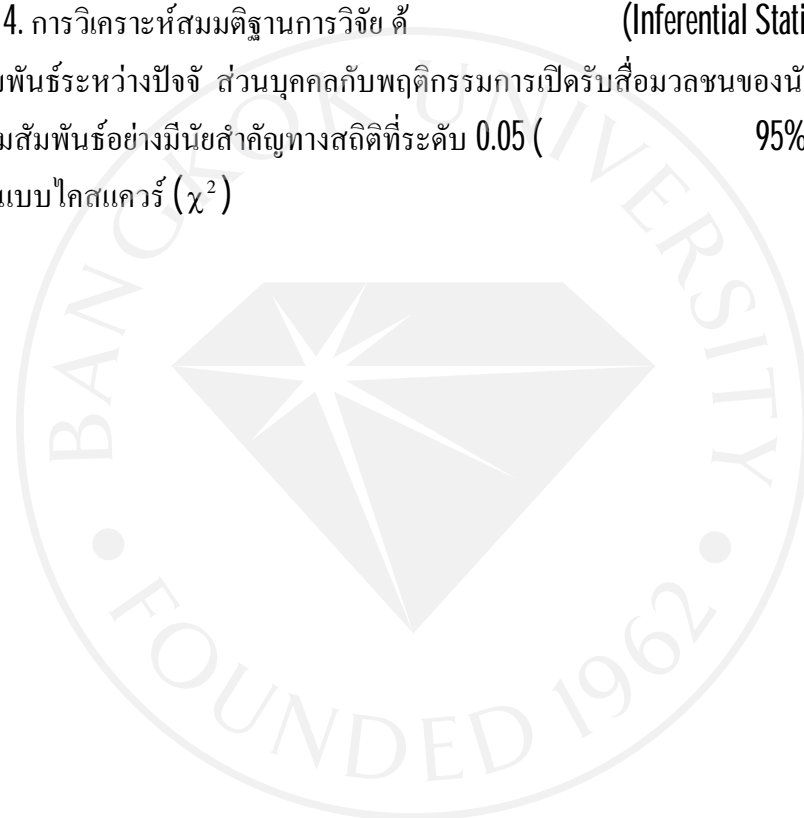 4. การวิเคราะห์สมมติฐานการวิจัย ด้ (Inferential Stati
มพันธ์ระหว่างปัจจั ส่วนบุคคลกับพฤติกรรมการเปิดรับสื่อมวลชนของนั
มสัมพันธ์อย่างมีนัยสำคัญทางสถิติที่ระดับ 0.05 ( 95%
นแบบไคสแควร์ (χ²)
BANGKOK UNIVERSITY
• FOUNDED 1962 •